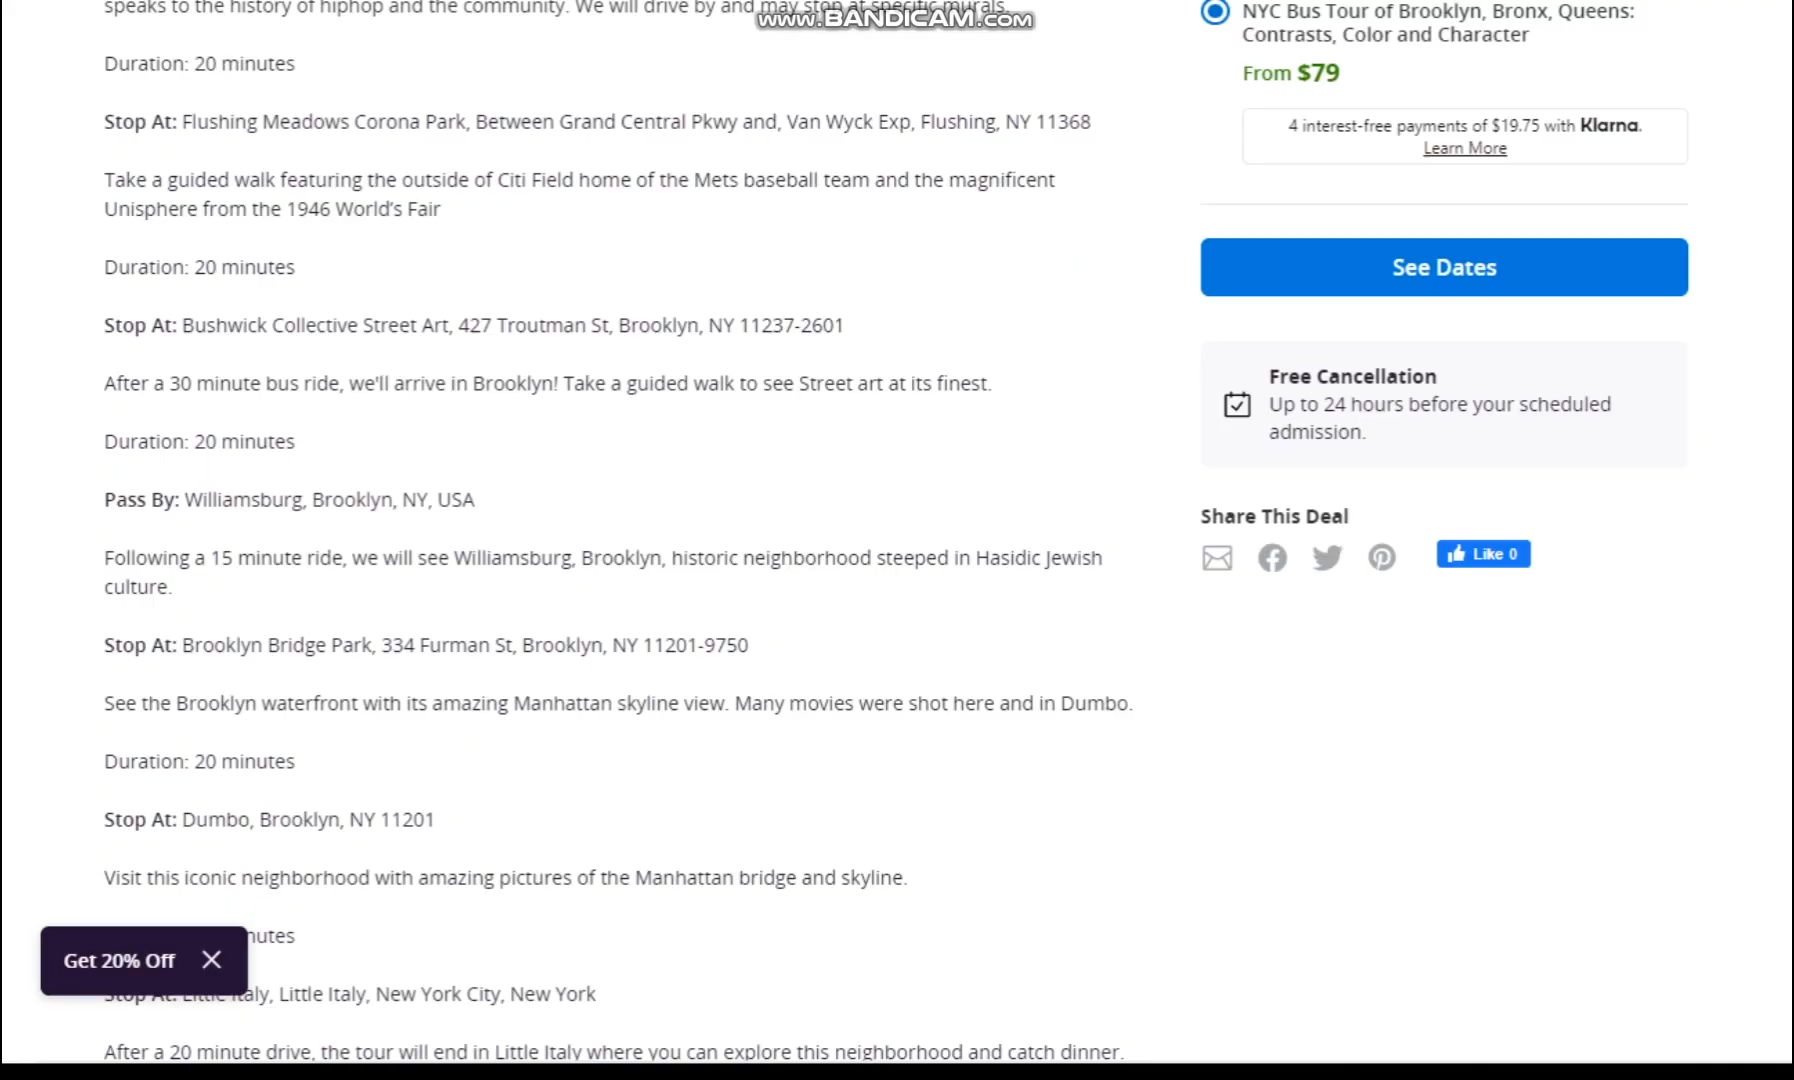 speaks to the history of hiphop and the community. We will drive by and may stop at specific murals.
www.BANDICAM.com
Duration: 20 minutes
Stop At: Flushing Meadows Corona Park, Between Grand Central Pkwy and, Van Wyck Exp, Flushing, NY 11368
Take a guided walk featuring the outside of Citi Field home of the Mets baseball team and the magnificent
Unisphere from the 1946 World’s Fair
Duration: 20 minutes
Stop At: Bushwick Collective Street Art, 427 Troutman St, Brooklyn, NY 11237-2601
After a 30 minute bus ride, we'll arrive in Brooklyn! Take a guided walk to see Street art at its finest.
Duration: 20 minutes
Pass By: Williamsburg, Brooklyn, NY, USA
Following a 15 minute ride, we will see Williamsburg, Brooklyn, historic neighborhood steeped in Hasidic Jewish
culture.
Stop At: Brooklyn Bridge Park, 334 Furman St, Brooklyn, NY 11201-9750
See the Brooklyn waterfront with its amazing Manhattan skyline view. Many movies were shot here and in Dumbo.
Duration: 20 minutes
Stop At: Dumbo, Brooklyn, NY 11201
Visit this iconic neighborhood with amazing pictures of the Manhattan bridge and skyline.
nutes
Get 20% Off
Stop At: Little Italy, Little Italy, New York City, New York
After a 20 minute drive, the tour will end in Little Italy where you can explore this neighborhood and catch dinner.
NYC Bus Tour of Brooklyn, Bronx, Queens:
Contrasts, Color and Character
From $79
4 interest-free payments of $19.75 with Klarna.
Learn More
See Dates
Free Cancellation
Up to 24 hours before your scheduled
admission.
Share This Deal
Like 0